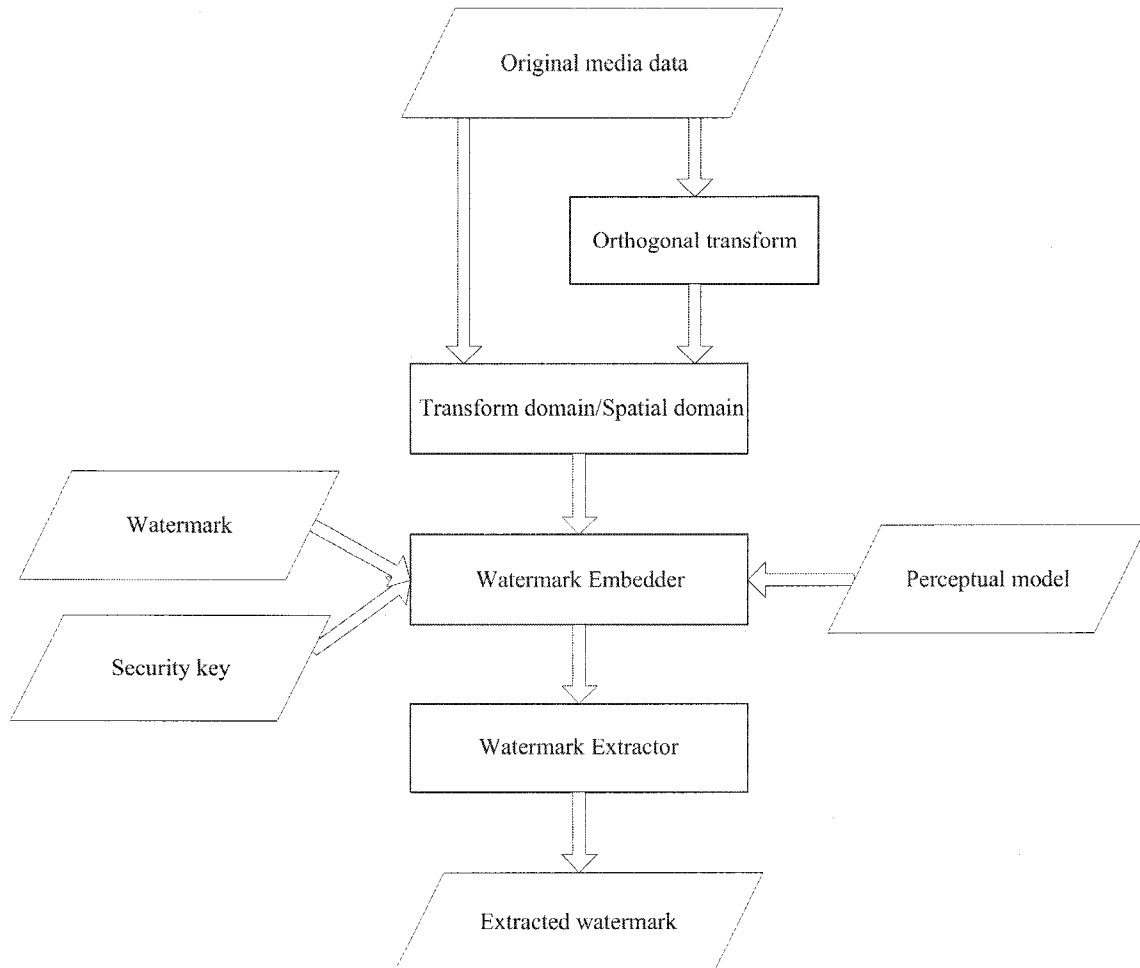 Original media data
Orthogonal transform
Transform domain/Spatial domain
Watermark
Watermark Embedder
Perceptual model
Security key
Watermark Extractor
Extracted watermark